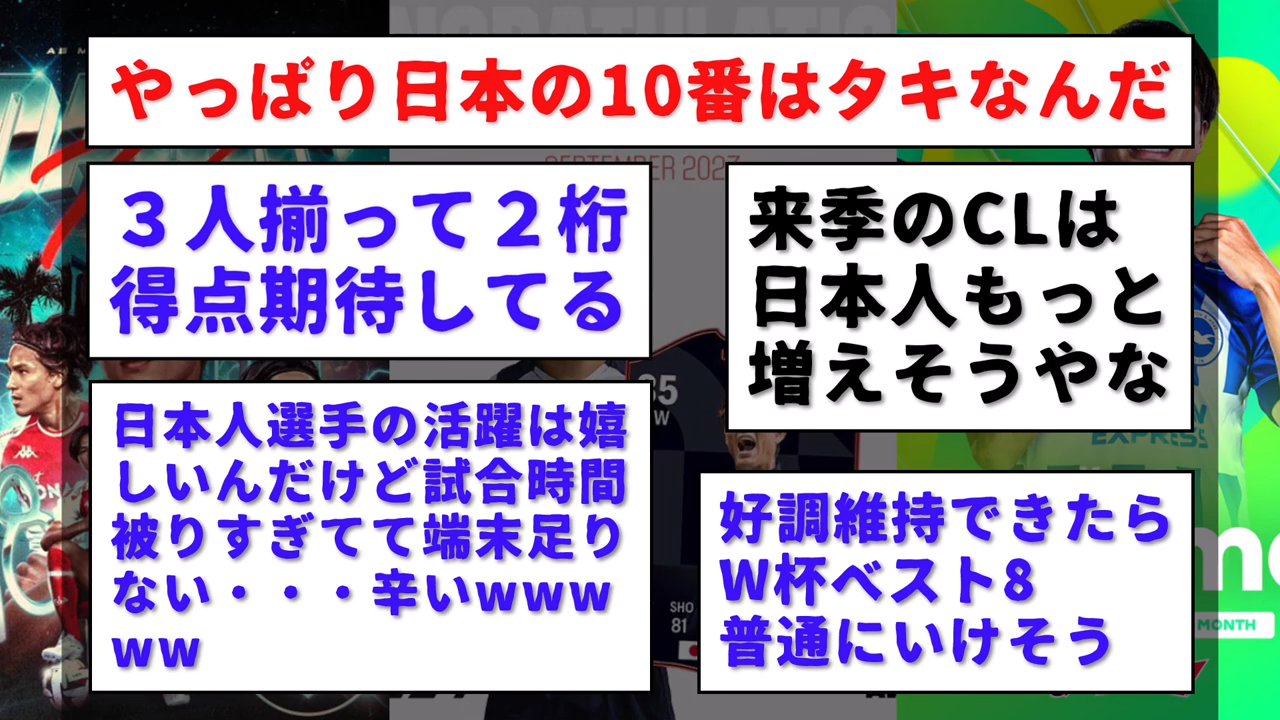 やっぱり日本の10番はタキなんだ
SEPTEMBER 2023
３人揃って２桁
得点期待してる
来季のCLは
日本人もっと
増えそうやな
日本人選手の活躍は嬉
しいんだけど試合時間
被りすぎてて端末足り
ない・・・辛いwww
ww
好調維持できたら
W杯ベスト8
普通にいけそう
EXPRESS
SHO
81
MONTH